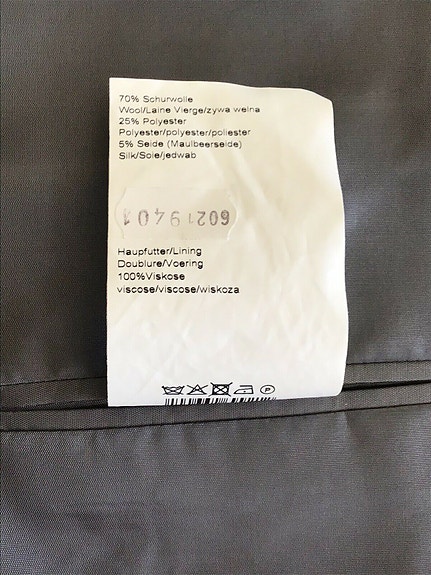 70% Schurwolle
Wool/Laine Vierge/zywa welna
25% Polyester
Polyester/polyester/poliester
5% Seide (Maulbeerseide)
Silk/Soie/jedwab
Haupfutter/Lining
Doublure/Voering
100%Viskose
viscose/viscose/wiskoza
P